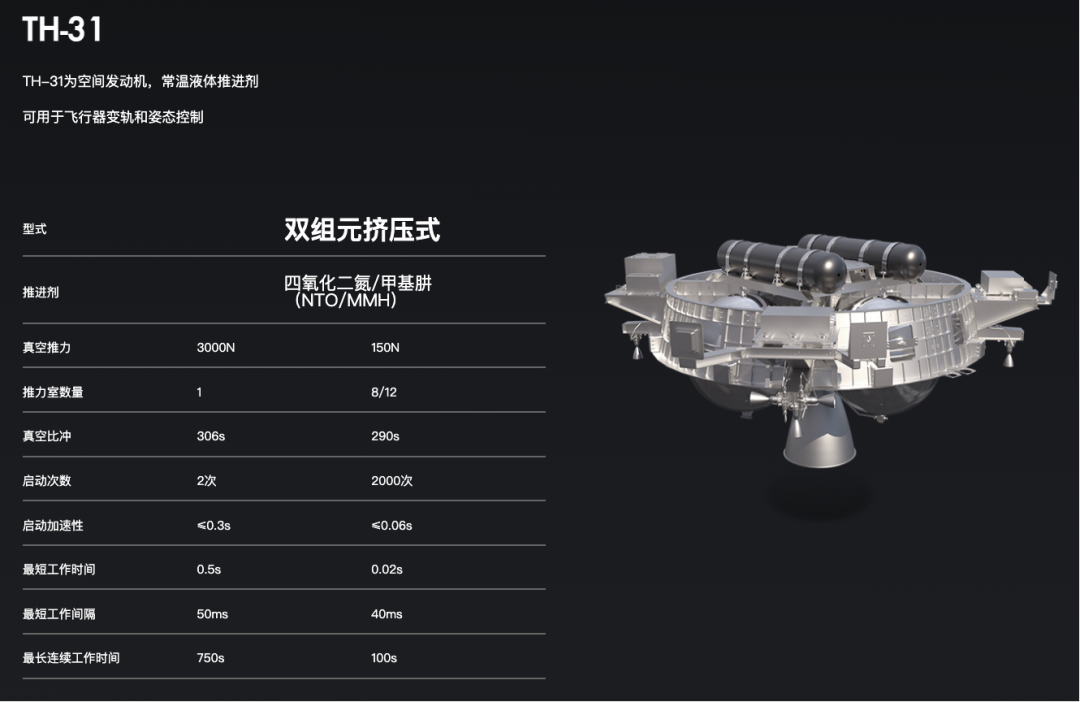 TH-31
TH-31为空间发动机，常温液体推进剂
可用于飞行器变轨和姿态控制
型式 双组元挤压式
推进剂 四氧化二氮/甲基肼
（NTO/MMH）
真空推力 3000N 150N
推力室数量 1 8/12
真空比冲 306s 290s
启动次数 2次 2000次
启动加速性 ≤0.3s ≤0.06s
最短工作时间 0.5s 0.02s
最短工作间隔 50ms 40ms
最长连续工作时间 750s 100s